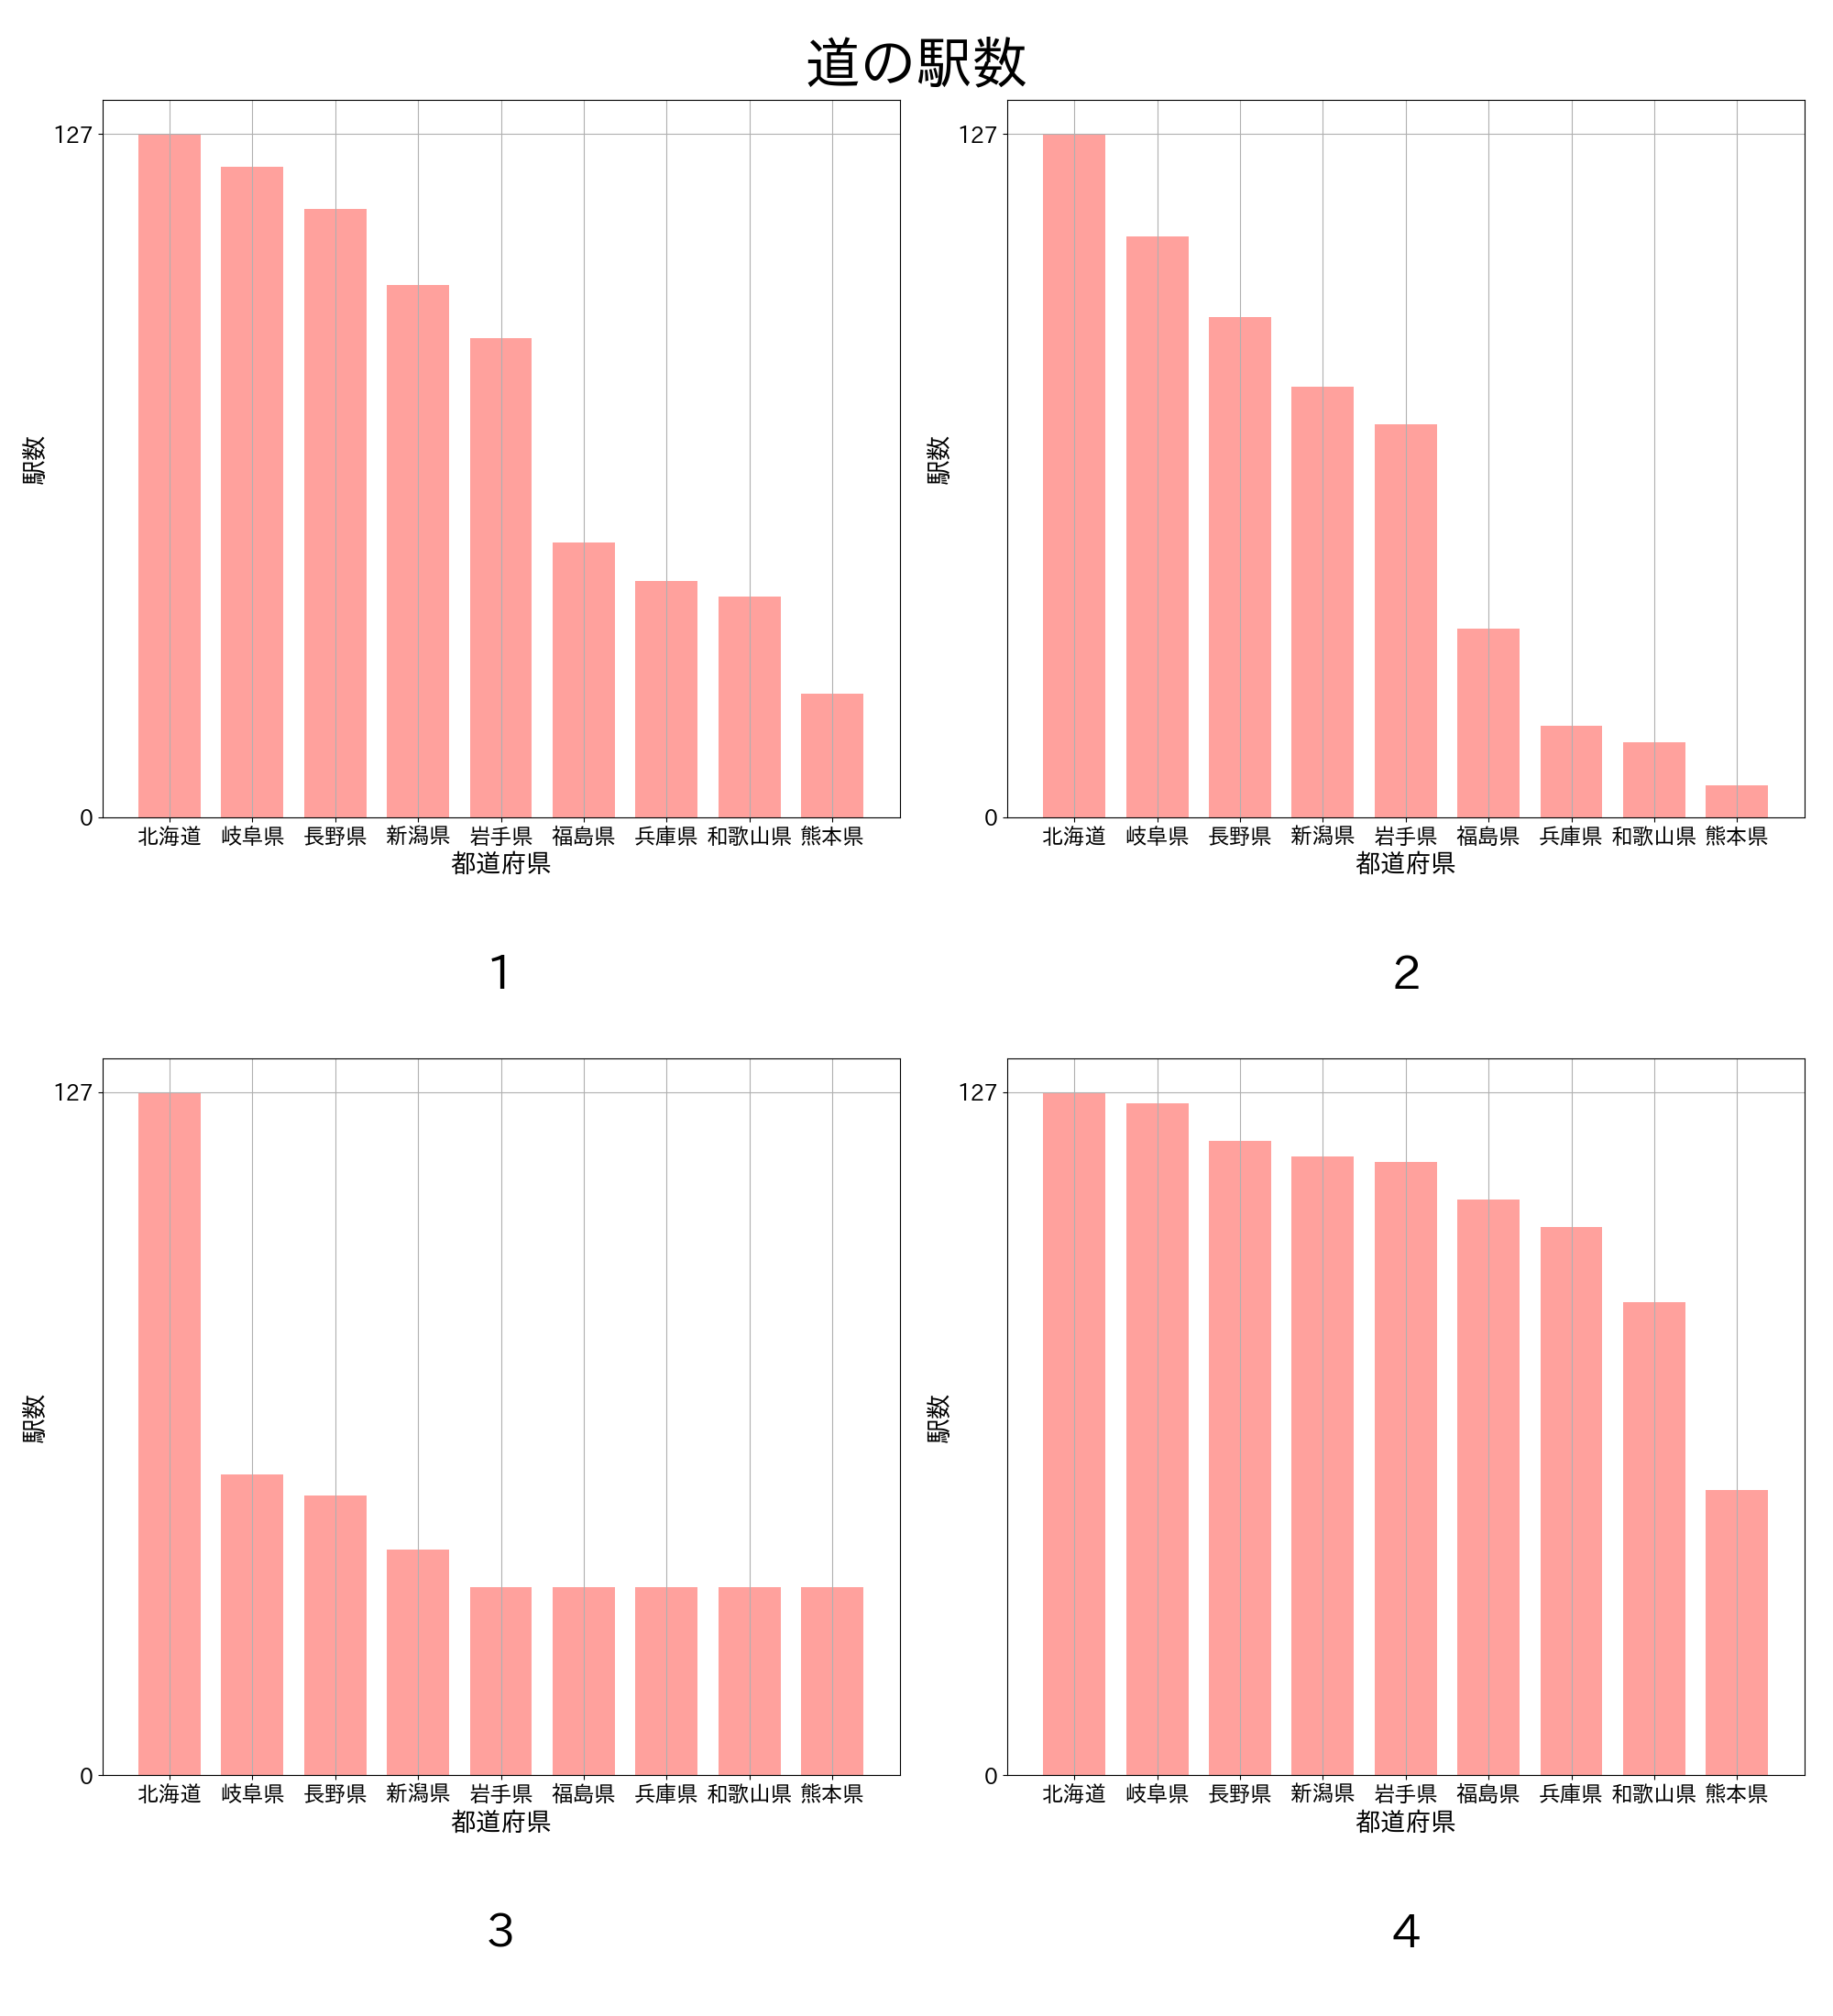 道の駅数
127
0
駅数
北海道 岐阜県 長野県 新潟県 岩手県 福島県 兵庫県 和歌山県 熊本県
都道府県
1
127
0
駅数
北海道 岐阜県 長野県 新潟県 岩手県 福島県 兵庫県 和歌山県 熊本県
都道府県
2
127
0
駅数
北海道 岐阜県 長野県 新潟県 岩手県 福島県 兵庫県 和歌山県 熊本県
都道府県
3
127
0
駅数
北海道 岐阜県 長野県 新潟県 岩手県 福島県 兵庫県 和歌山県 熊本県
都道府県
4